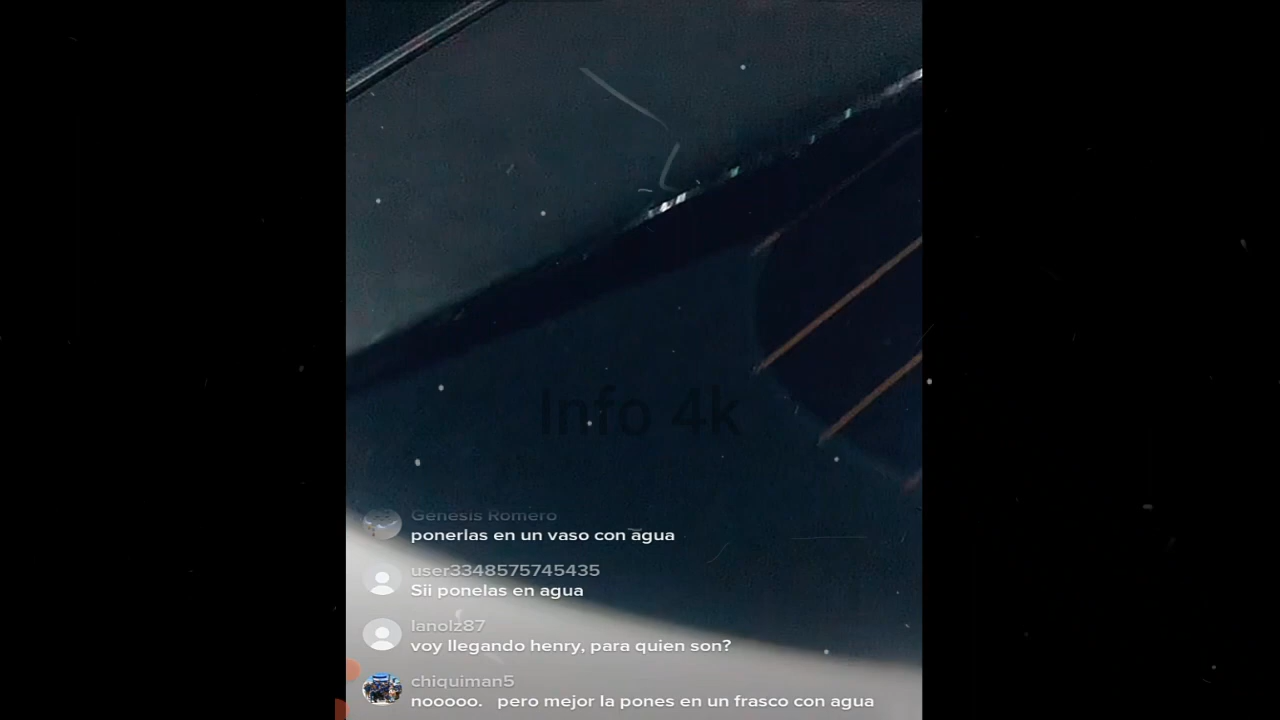 Info 4k
Genesis Romero
ponerlas en un vaso con agua
user3348575745435
Sii ponelas en agua
lanolz87
voy llegando henry, para quien son?
chiquiman5
nooooo.   pero mejor la pones en un frasco con agua